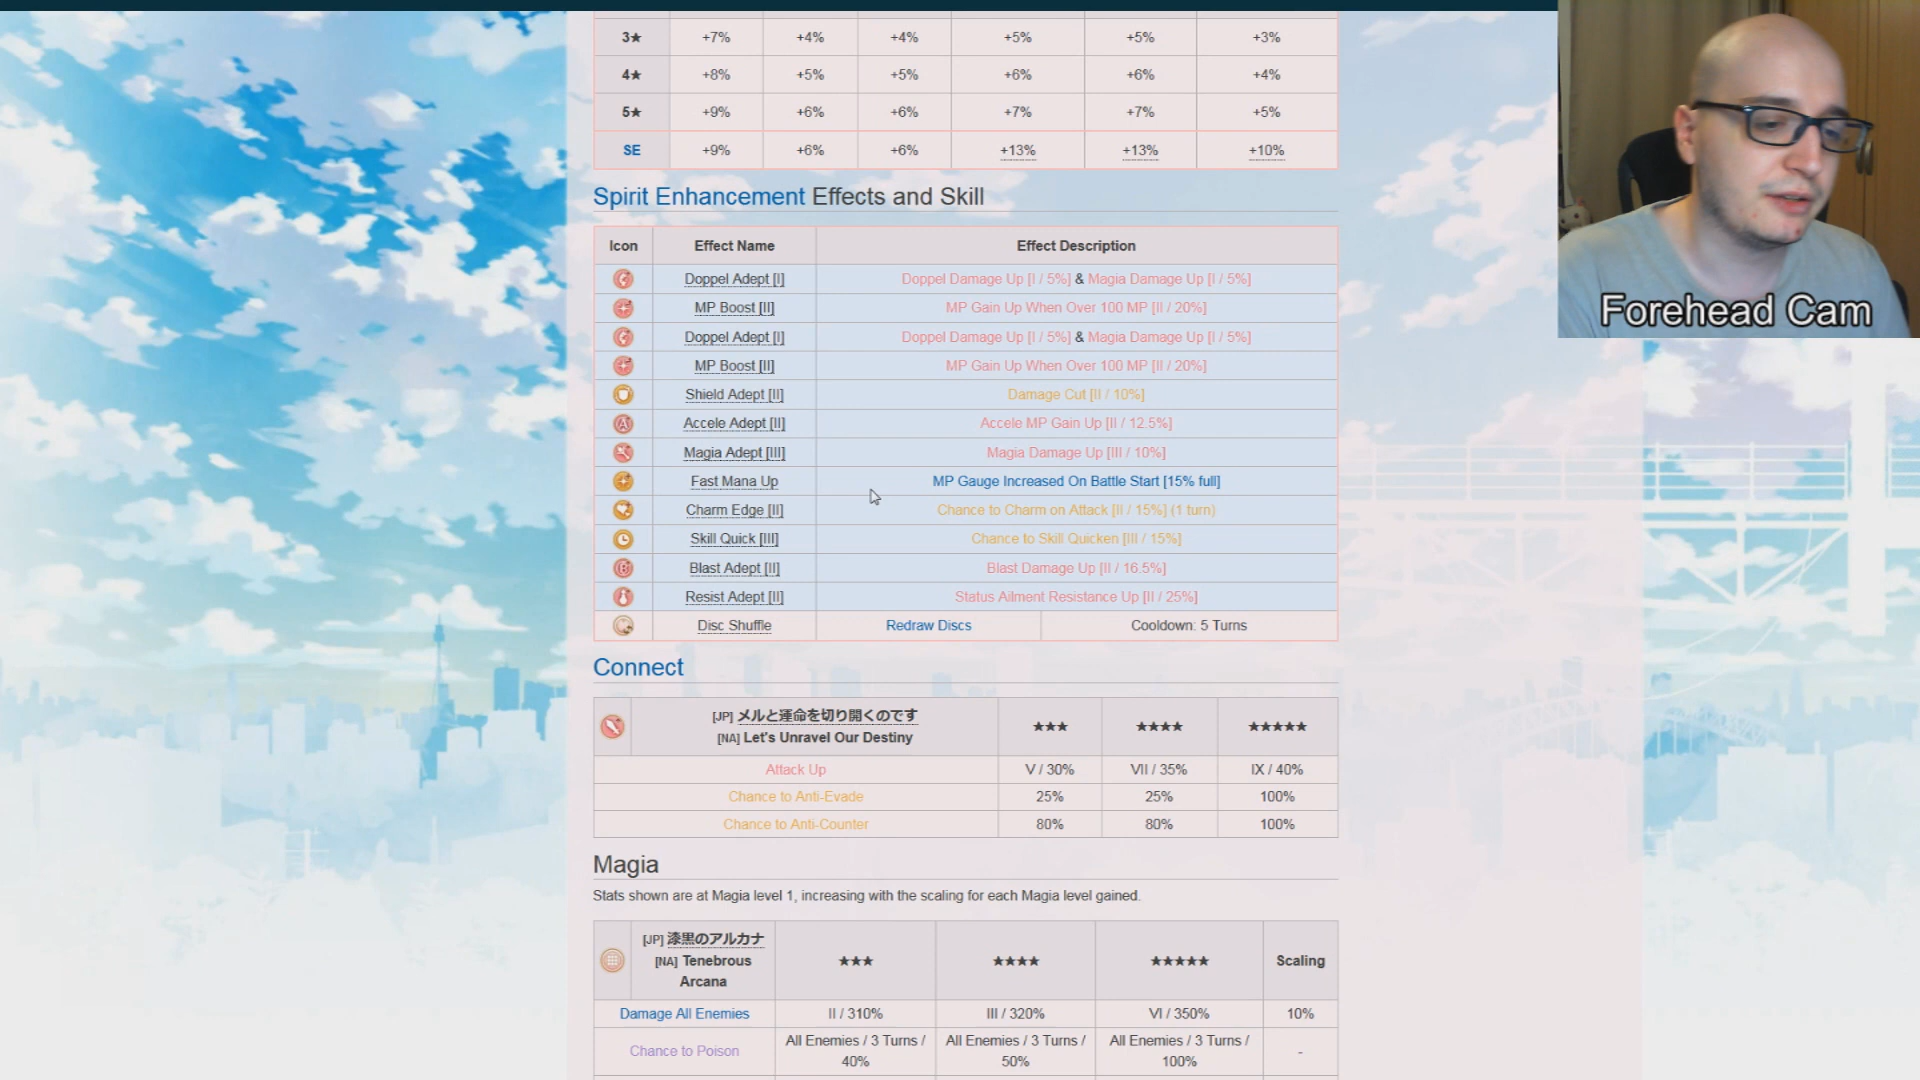 3★ +7% +4% +4% +5% +5% +3%
4★ +8% +5% +5% +6% +6% +4%
5★ +9% +6% +6% +7% +7% +5%
SE +9% +6% +6% +13% +13% +10%
Spirit Enhancement Effects and Skill
Icon Effect Name Effect Description
Doppel Adept [I] Doppel Damage Up [I / 5%] & Magia Damage Up [I / 5%]
MP Boost [II] MP Gain Up When Over 100 MP [II / 20%]
Doppel Adept [I] Doppel Damage Up [I / 5%] & Magia Damage Up [I / 5%]
MP Boost [II] MP Gain Up When Over 100 MP [II / 20%]
Shield Adept [II] Damage Cut [II / 10%]
Accele Adept [II] Accele MP Gain Up [II / 12.5%]
Magia Adept [III] Magia Damage Up [III / 10%]
Fast Mana Up MP Gauge Increased On Battle Start [15% full]
Charm Edge [II] Chance to Charm on Attack [II / 15%] (1 turn)
Skill Quick [III] Chance to Skill Quicken [III / 15%]
Blast Adept [II] Blast Damage Up [II / 16.5%]
Resist Adept [II] Status Ailment Resistance Up [II / 25%]
Disc Shuffle Redraw Discs Cooldown: 5 Turns
Connect
[JP] メルと運命を切り開くのです
[NA] Let's Unravel Our Destiny
★★★ ★★★★ ★★★★★
Attack Up V / 30% VII / 35% IX / 40%
Chance to Anti-Evade 25% 25% 100%
Chance to Anti-Counter 80% 80% 100%
Magia
Stats shown are at Magia level 1, increasing with the scaling for each Magia level gained.
[JP] 漆黒のアルカナ
[NA] Tenebrous
Arcana
★★★ ★★★★ ★★★★★ Scaling
Damage All Enemies II / 310% III / 320% VI / 350% 10%
Chance to Poison
All Enemies / 3 Turns /
40%
All Enemies / 3 Turns /
50%
All Enemies / 3 Turns /
100%
-
Forehead Cam